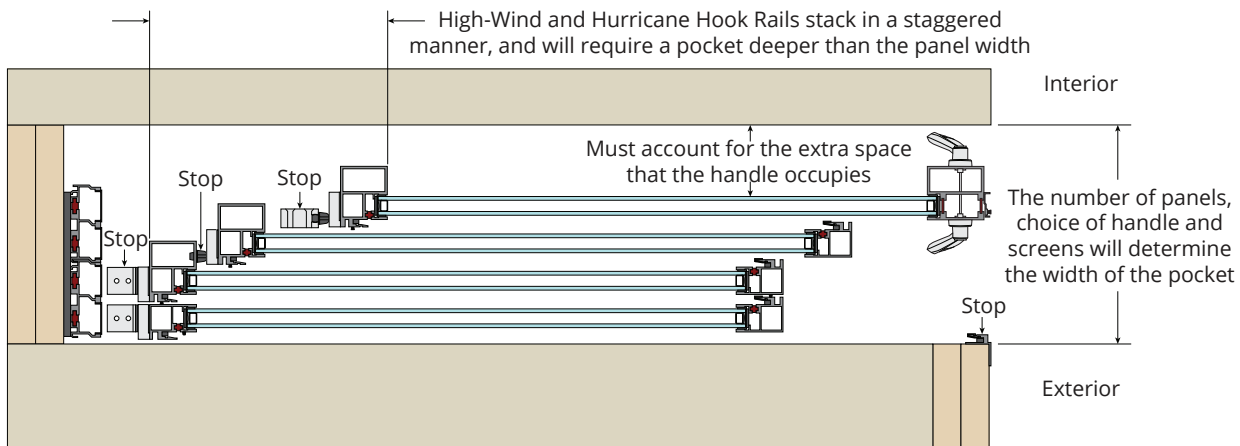 High-Wind and Hurricane Hook Rails stack in a staggered
manner, and will require a pocket deeper than the panel width
Interior
Must account for the extra space
that the handle occupies
Stop
Stop
The number of panels,
choice of handle and
screens will determine
the width of the pocket
Stop
Stop
Exterior